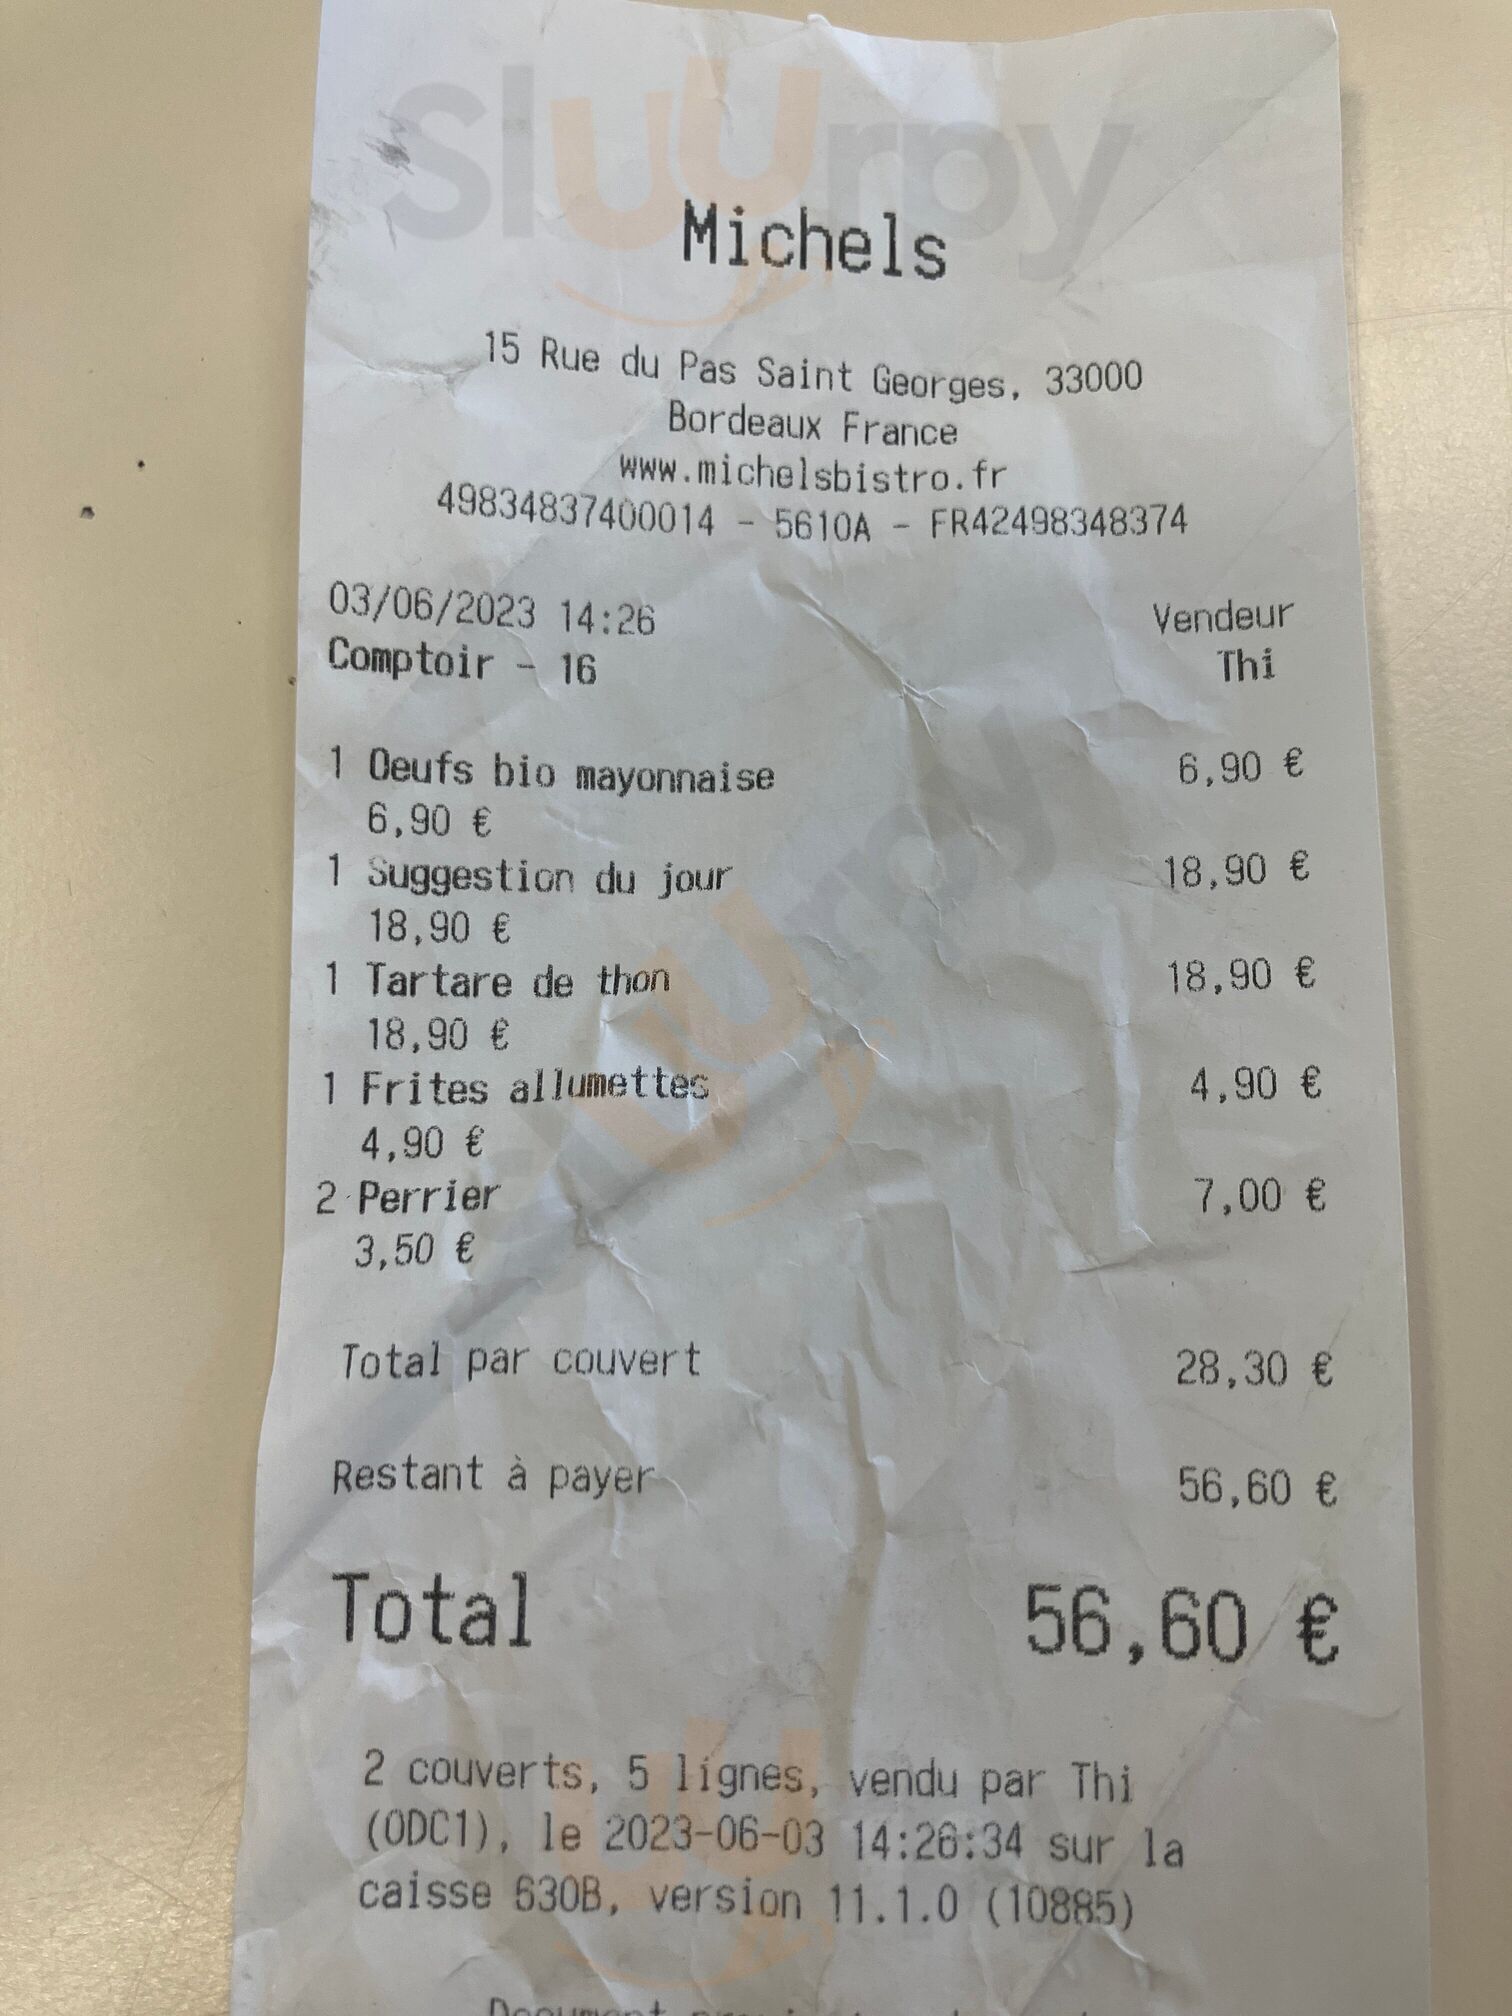 Sluurpy
Michels
15 Rue du Pas Saint Georges, 33000
Bordeaux France
www.michelsbistro.fr
49834837400014 - 5610A - FR42498348374
03/06/2023 14:26 Vendeur
Comptoir - 16 Thi
1 Oeufs bio mayonnaise 6,90 €
6,90 €
1 Suggestion du jour 18,90 €
18,90 €
1 Tartare de thon 18,90 €
18,90 €
1 Frites allumettes 4,90 €
4,90 €
2 Perrier 7,00 €
3,50 €
Sluurpy
Total par couvert 28,30 €
Restant à payer 56,60 €
Total 56,60 €
2 couverts, 5 lignes, vendu par Thi
(ODC1), le 2023-06-03 14:26:34 sur la
caisse 630B, version 11.1.0 (10885)
Document